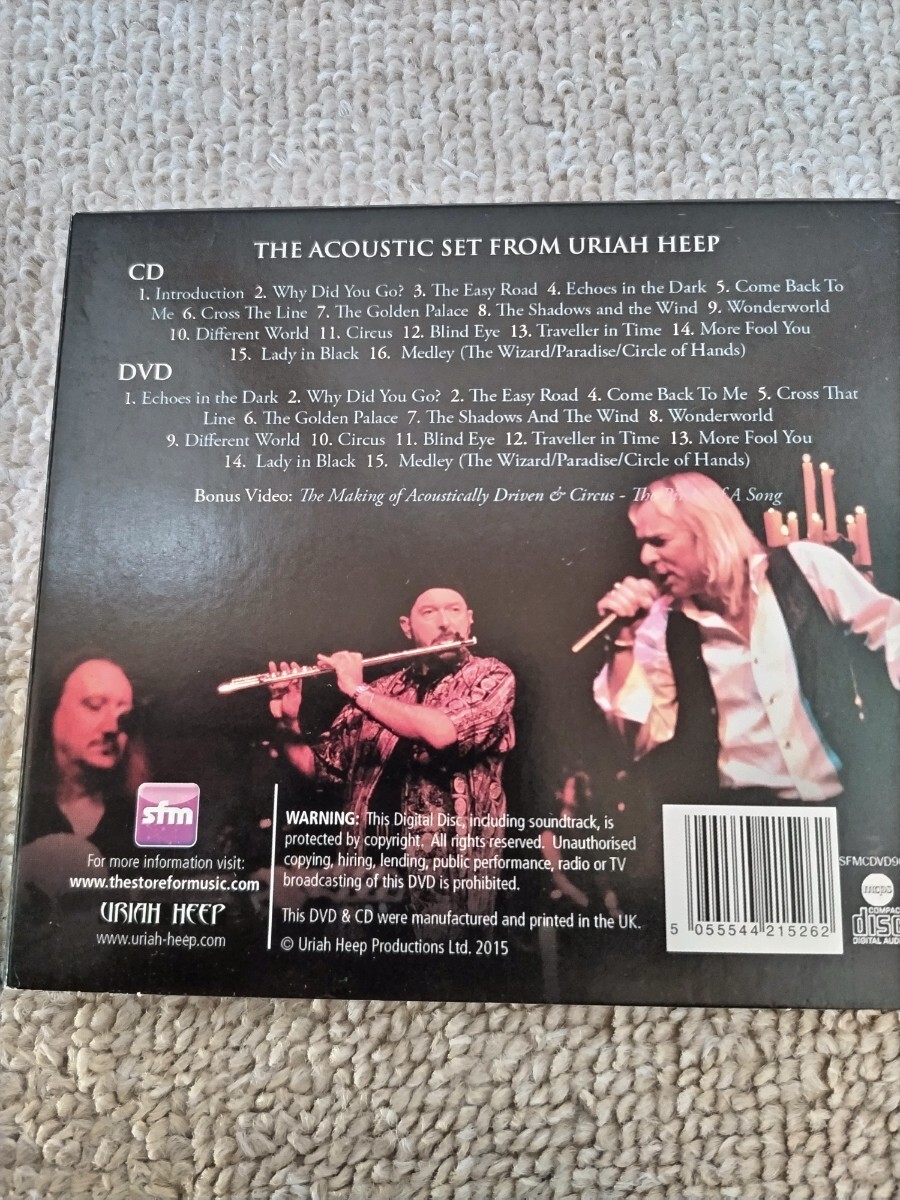 THE ACOUSTIC SET FROM URIAH HEEP
CD
1. Introduction 2. Why Did You Go? 3. The Easy Road 4. Echoes in the Dark 5. Come Back To
Me 6. Cross The Line 7. The Golden Palace 8. The Shadows and the Wind 9. Wonderworld
10. Different World 11. Circus 12. Blind Eye 13. Traveller in Time 14. More Fool You
15. Lady in Black 16. Medley (The Wizard/Paradise/Circle of Hands)
DVD
1. Echoes in the Dark 2. Why Did You Go? 2. The Easy Road 4. Come Back To Me 5. Cross That
Line 6. The Golden Palace 7. The Shadows And The Wind 8. Wonderworld
9. Different World 10. Circus 11. Blind Eye 12. Traveller in Time 13. More Fool You
14. Lady in Black 15. Medley (The Wizard/Paradise/Circle of Hands)
Bonus Video: The Making of Acoustically Driven & Circus - The A Song
sfm
For more information visit:
www.thestoreformusic.com
URIAH HEEP
www.uriah-heep.com
WARNING: This Digital Disc, including soundtrack, is
protected by copyright. All rights reserved. Unauthorised
copying, hiring, lending, public performance, radio or TV
broadcasting of this DVD is prohibited.
This DVD & CD were manufactured and printed in the UK.
© Uriah Heep Productions Ltd. 2015
5 055544 215262
SFMCDVD9
mcps
COMPACT
disc
DIGITAL AUDIO